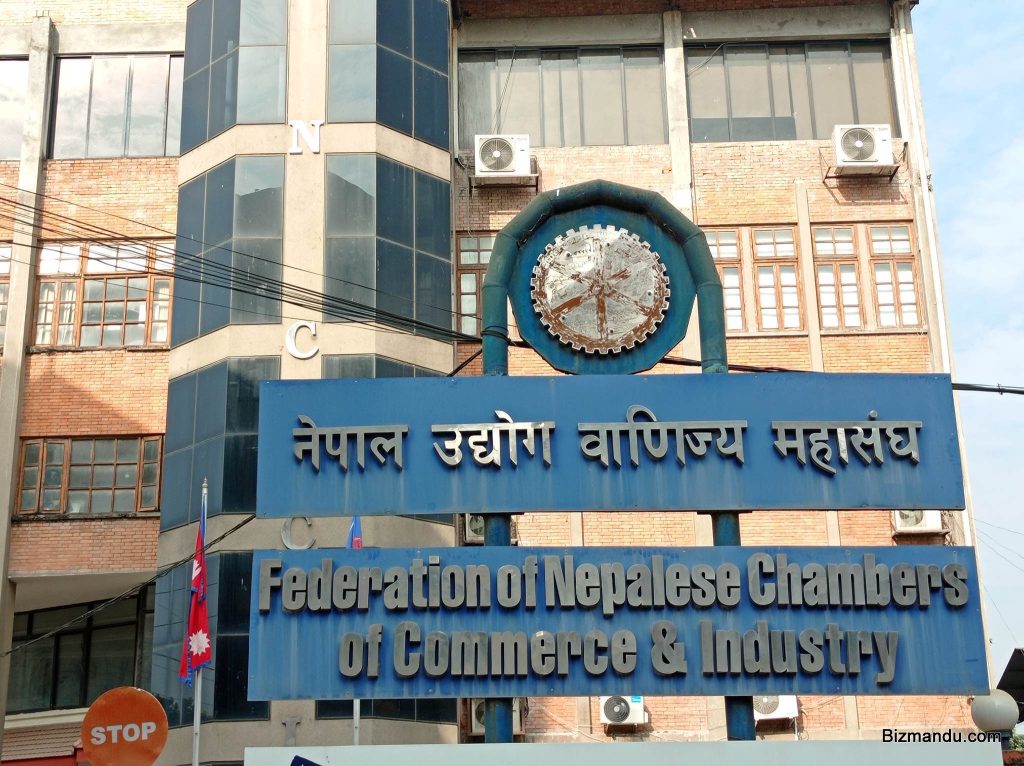 N
C
नेपाल उद्योग वाणिज्य महासंघ
C
Federation of Nepalese Chambers
of Commerce & Industry
STOP
I
Bizmandu.com